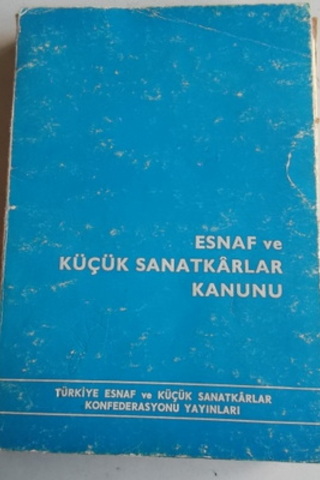 ESNAF ve
KÜÇÜK SANATKÂRLAR
KANUNU
TÜRKİYE ESNAF ve KÜÇÜK SANATKÂRLAR
KONFEDERASYONU YAYINLARI